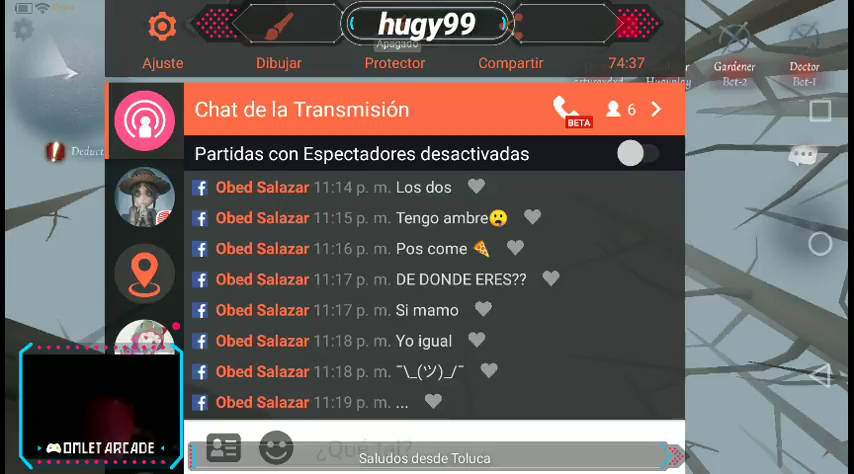 hugy99
Apagado
Ajuste
Dibujar
Protector
Compartir
74:37
Gardener
Bot-2
Doctor
Bot-1
Chat de la Transmisión
BETA
6
Partidas con Espectadores desactivadas
Deduct
Obed Salazar 11:14 p. m. Los dos
Obed Salazar 11:15 p. m. Tengo ambre😲
Obed Salazar 11:16 p. m. Pos come 🍕
Obed Salazar 11:17 p. m. DE DONDE ERES??
Obed Salazar 11:17 p. m. Si mamo
Obed Salazar 11:18 p. m. Yo igual
Obed Salazar 11:18 p. m. ¯\_(ツ)_/¯
Obed Salazar 11:19 p. m. ...
OMLET ARCADE
¿Qué tal?
Saludos desde Toluca